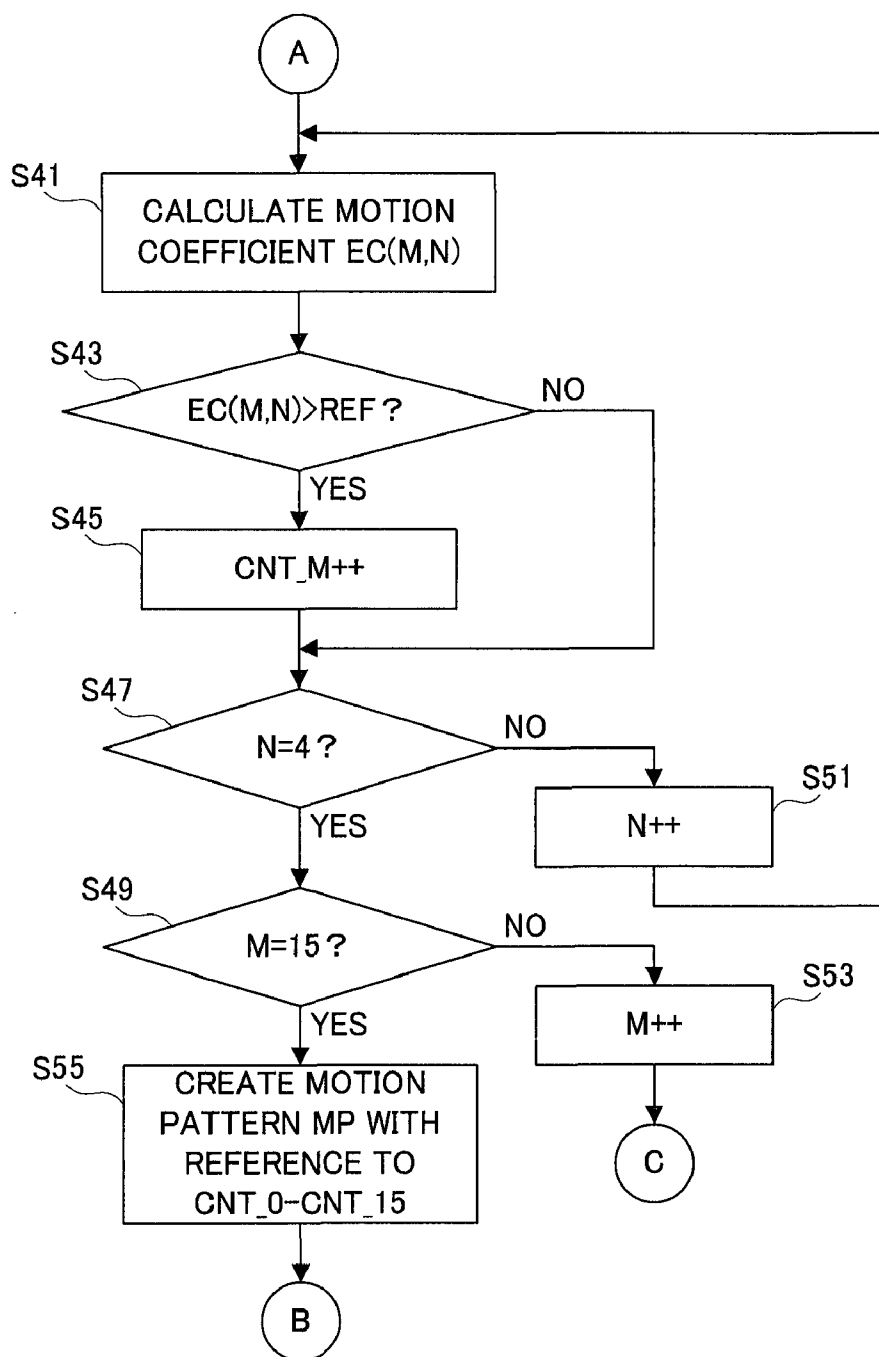 A
S41
CALCULATE MOTION
COEFFICIENT EC(M,N)
S43
EC(M,N)>REF?
NO
YES
S45
CNT_M++
S47
N=4?
NO
YES
S51
N++
S49
M=15?
NO
YES
S53
M++
S55
CREATE MOTION
PATTERN MP WITH
REFERENCE TO
CNT_0-CNT_15
C
B